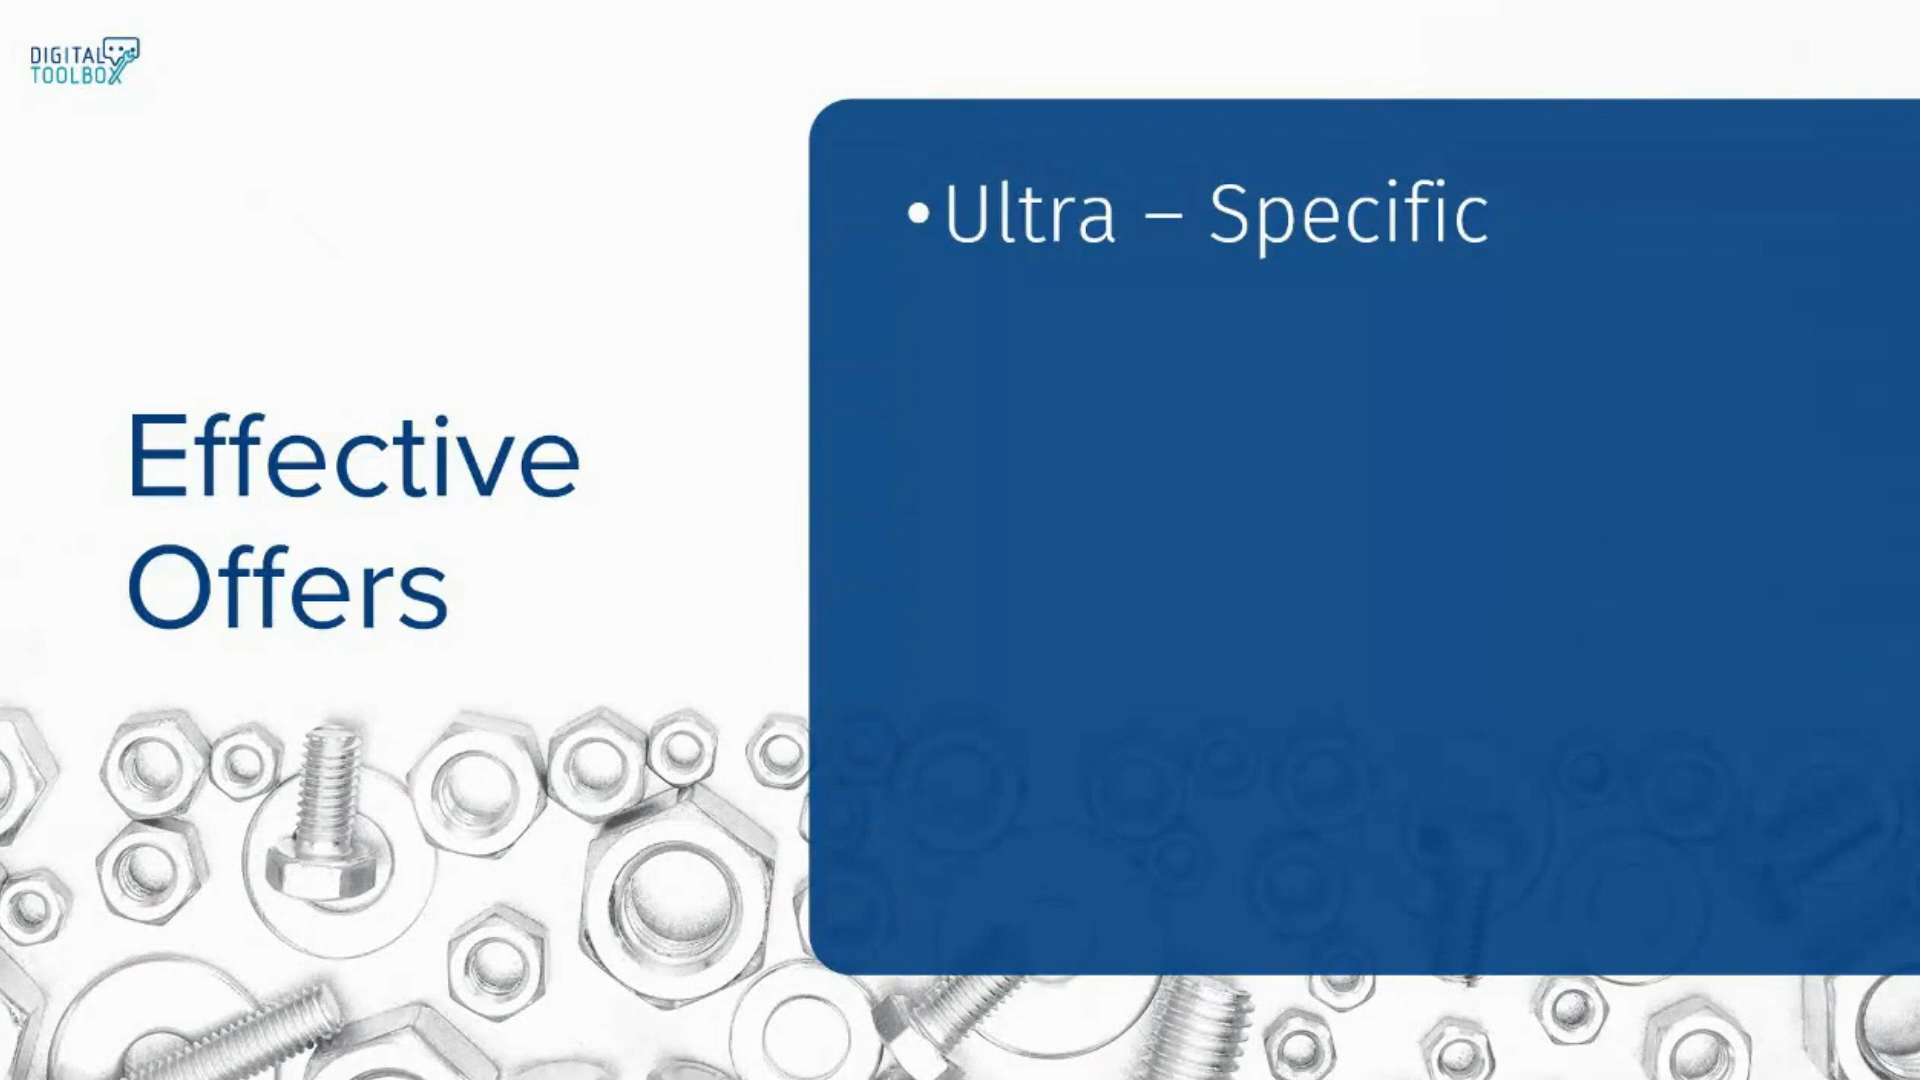 DIGITAL
TOOLBOX
Effective
Offers
•Ultra – Specific